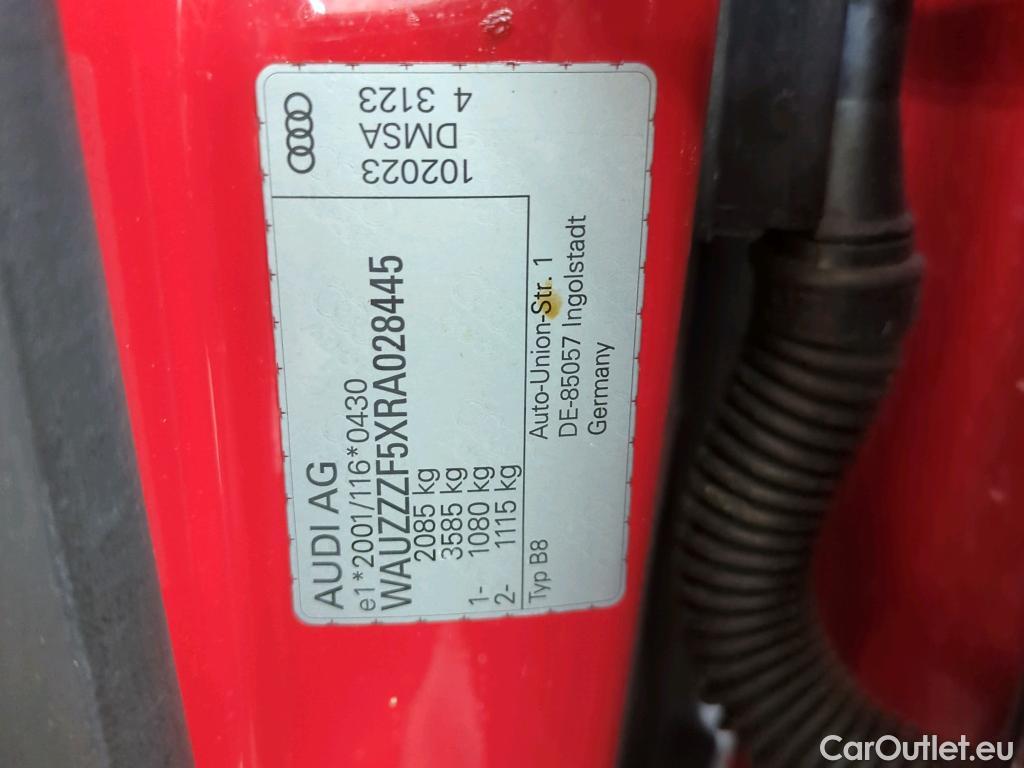 AUDI AG
e1*2001/116*0430
WAUZZZF5XRA028445
2085 kg
3585 kg
1- 1080 kg
2- 1115 kg
Typ B8
Auto-Union-Str. 1
DE-85057 Ingolstadt
Germany
102023
DMSA
4 3123
CarOutlet.eu